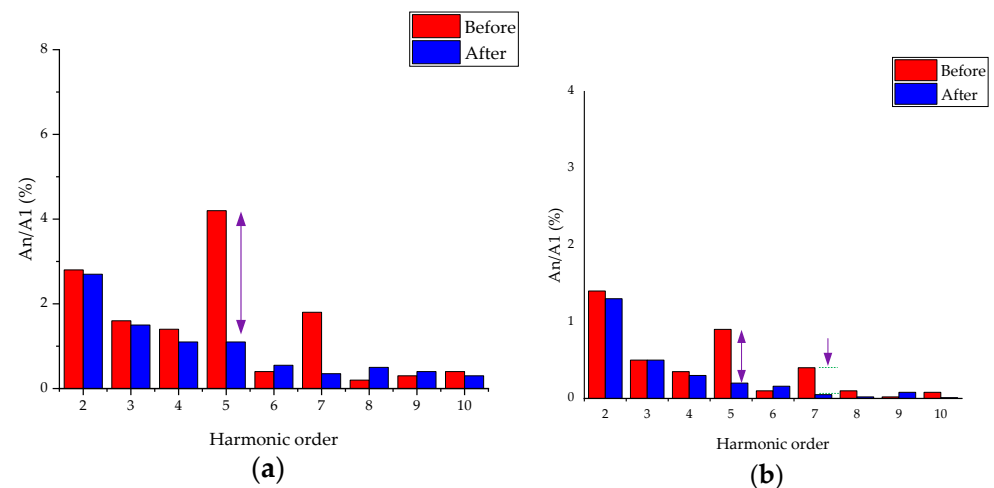 Before
After
8
6
4
2
0
An/A1 (%)
2 3 4 5 6 7 8 9 10
Harmonic order
(a)
Before
After
4
3
2
1
0
An/A1 (%)
2 3 4 5 6 7 8 9 10
Harmonic order
(b)